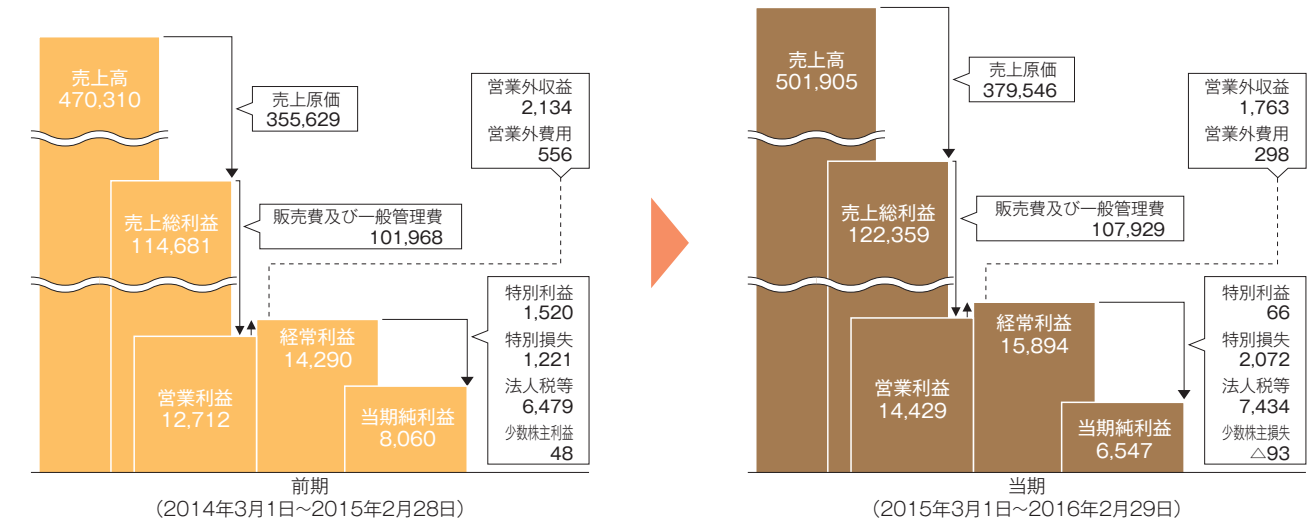 売上高
470,310
売上原価
355,629
営業外収益
2,134
営業外費用
556
売上総利益
114,681
販売費及び一般管理費
101,968
営業利益
12,712
経常利益
14,290
当期純利益
8,060
特別利益
1,520
特別損失
1,221
法人税等
6,479
少数株主利益
48
前期
（2014年3月1日～2015年2月28日）
売上高
501,905
売上原価
379,546
営業外収益
1,763
営業外費用
298
売上総利益
122,359
販売費及び一般管理費
107,929
営業利益
14,429
経常利益
15,894
当期純利益
6,547
特別利益
66
特別損失
2,072
法人税等
7,434
少数株主損失
△93
当期
（2015年3月1日～2016年2月29日）